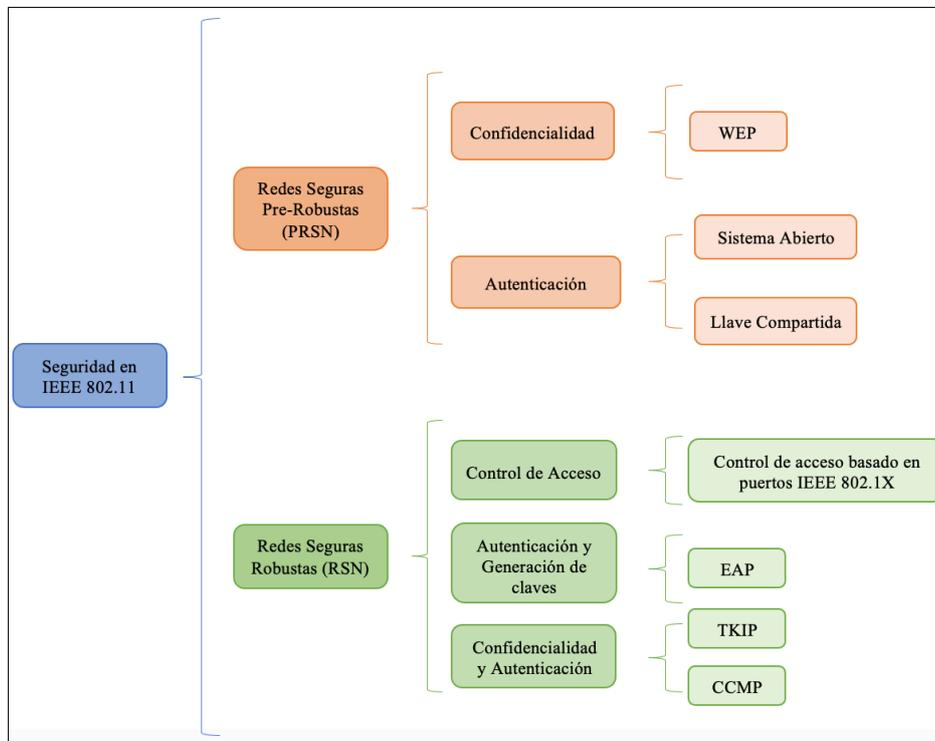 Seguridad en
IEEE 802.11
Redes Seguras
Pre-Robustas
(PRSN)
Confidencialidad
WEP
Autenticación
Sistema Abierto
Llave Compartida
Redes Seguras
Robustas (RSN)
Control de Acceso
Control de acceso basado en
puertos IEEE 802.1X
Autenticación y
Generación de
claves
EAP
Confidencialidad
y Autenticación
TKIP
CCMP